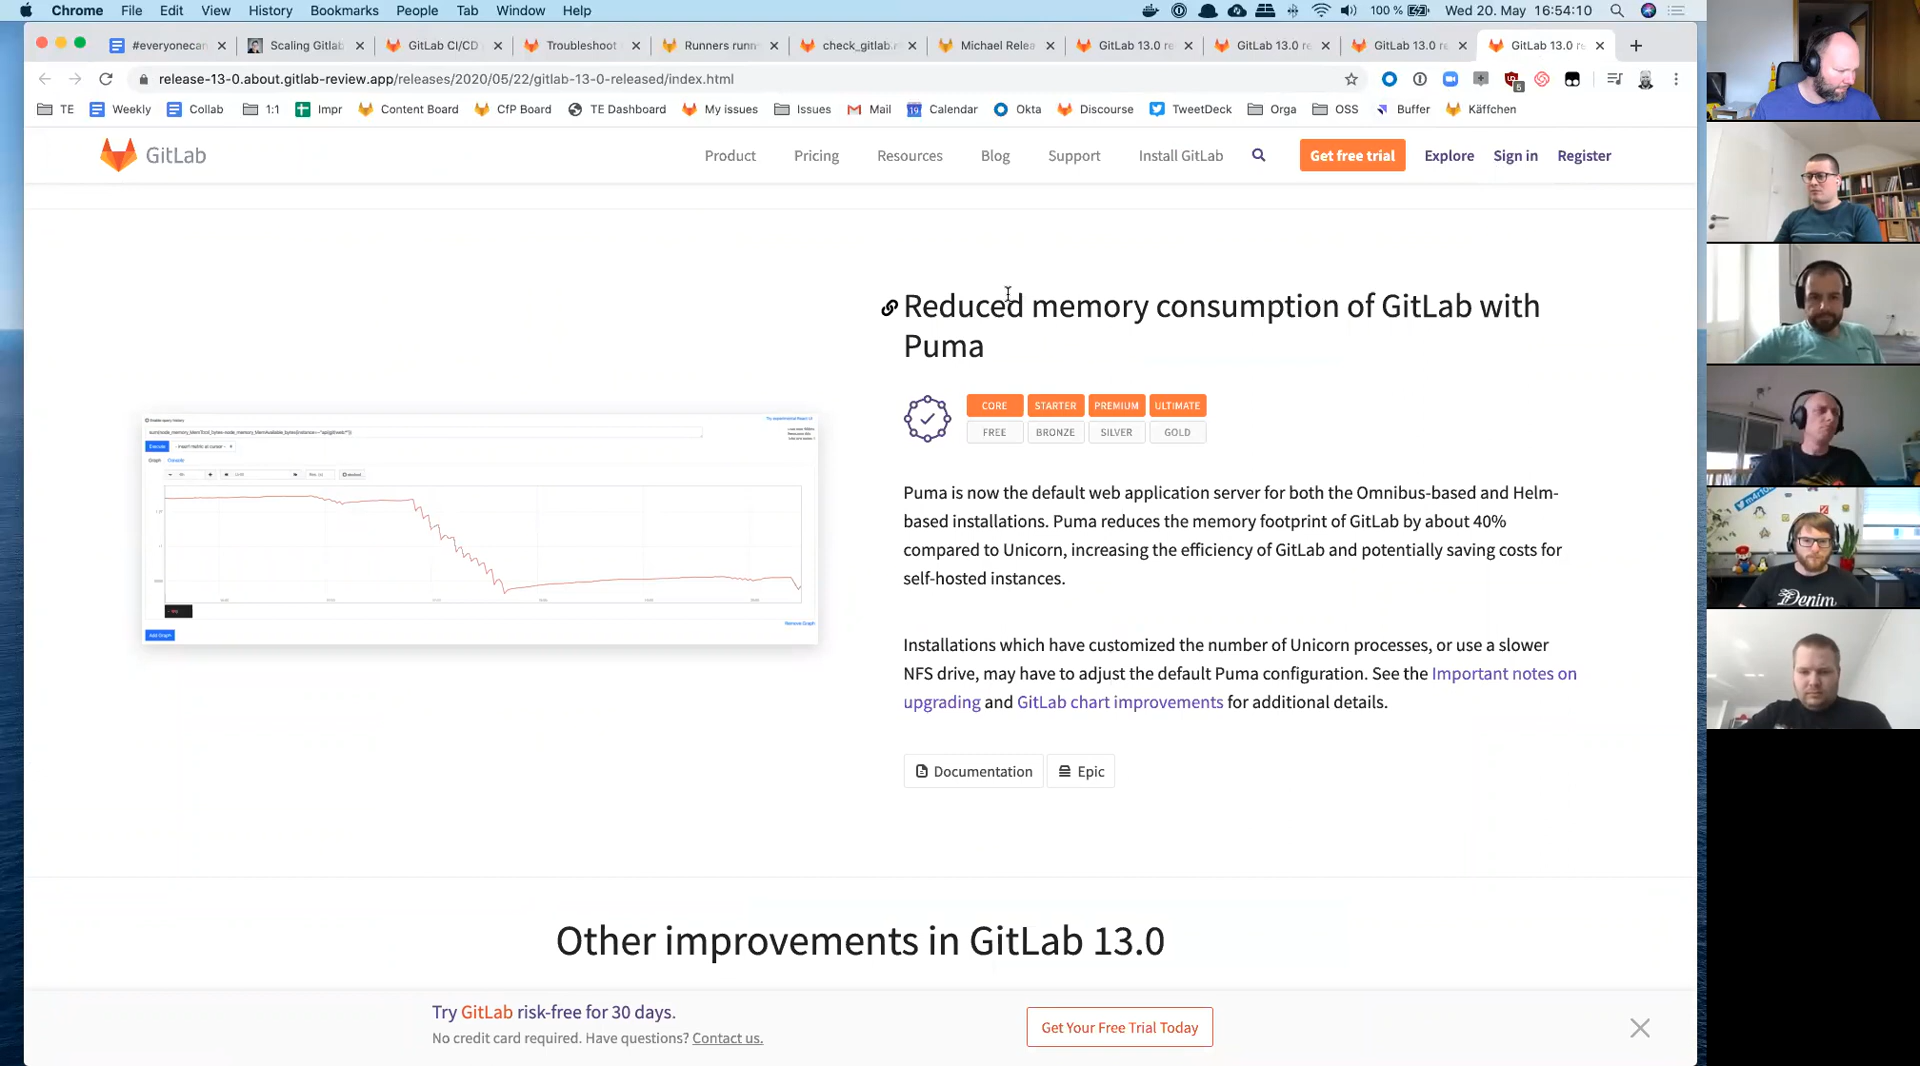 Chrome File Edit View History Bookmarks People Tab Window Help 100 % Wed 20. May 16:54:10
#everyonecan Scaling Gitlab GitLab CI/CD Troubleshoot Runners runn check_gitlab. Michael Relea GitLab 13.0 re GitLab 13.0 re GitLab 13.0 re GitLab 13.0 re
release-13-0.about.gitlab-review.app/releases/2020/05/22/gitlab-13-0-released/index.html
TE Weekly Collab 1:1 Impr Content Board CfP Board TE Dashboard My issues Issues Mail Calendar Okta Discourse TweetDeck Orga OSS Buffer Käffchen
GitLab Product Pricing Resources Blog Support Install GitLab Get free trial Explore Sign in Register
Reduced memory consumption of GitLab with
Puma
CORE STARTER PREMIUM ULTIMATE
FREE BRONZE SILVER GOLD
Puma is now the default web application server for both the Omnibus-based and Helm-
based installations. Puma reduces the memory footprint of GitLab by about 40%
compared to Unicorn, increasing the efficiency of GitLab and potentially saving costs for
self-hosted instances.
Installations which have customized the number of Unicorn processes, or use a slower
NFS drive, may have to adjust the default Puma configuration. See the Important notes on
upgrading and GitLab chart improvements for additional details.
Documentation Epic
Execute
Graph Console
Add Graph
Remove Graph
Other improvements in GitLab 13.0
Try GitLab risk-free for 30 days.
No credit card required. Have questions? Contact us.
Get Your Free Trial Today
Denim